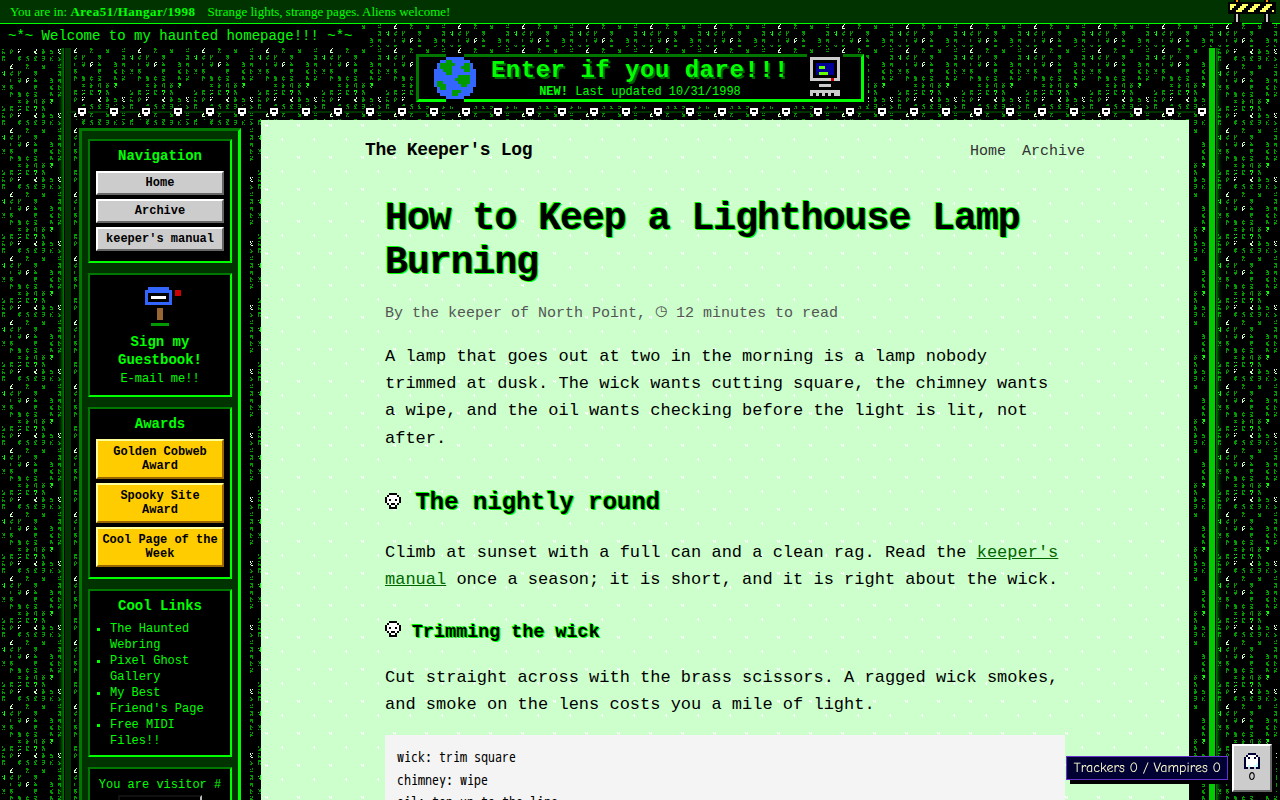 You are in: Area51/Hangar/1998 Strange lights, strange pages. Aliens welcome!
~*~ Welcome to my haunted homepage!!! ~*~
Enter if you dare!!!
NEW! Last updated 10/31/1998
Navigation
Home
Archive
keeper's manual
Sign my
Guestbook!
E-mail me!!
Awards
Golden Cobweb
Award
Spooky Site
Award
Cool Page of the
Week
Cool Links
The Haunted
Webring
Pixel Ghost
Gallery
My Best
Friend's Page
Free MIDI
Files!!
You are visitor #
The Keeper's Log
Home Archive
How to Keep a Lighthouse Lamp
Burning
By the keeper of North Point, 12 minutes to read
A lamp that goes out at two in the morning is a lamp nobody
trimmed at dusk. The wick wants cutting square, the chimney wants
a wipe, and the oil wants checking before the light is lit, not
after.
The nightly round
Climb at sunset with a full can and a clean rag. Read the keeper's
manual once a season; it is short, and it is right about the wick.
Trimming the wick
Cut straight across with the brass scissors. A ragged wick smokes,
and smoke on the lens costs you a mile of light.
wick: trim square
chimney: wipe
oil: top up to the line
Trackers 0 / Vampires 0
0